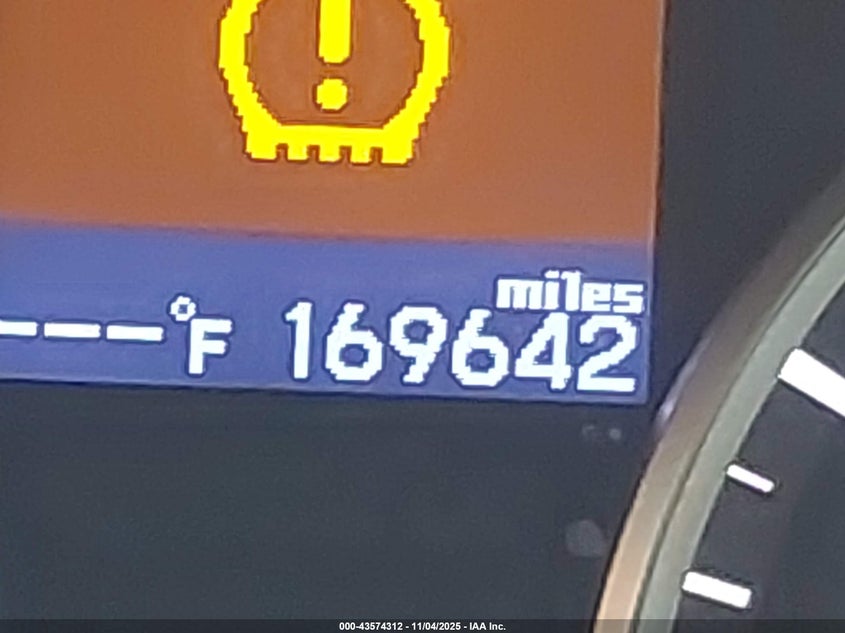 miles
---°F 169642
000-43574312 - 11/04/2025 - IAA Inc.